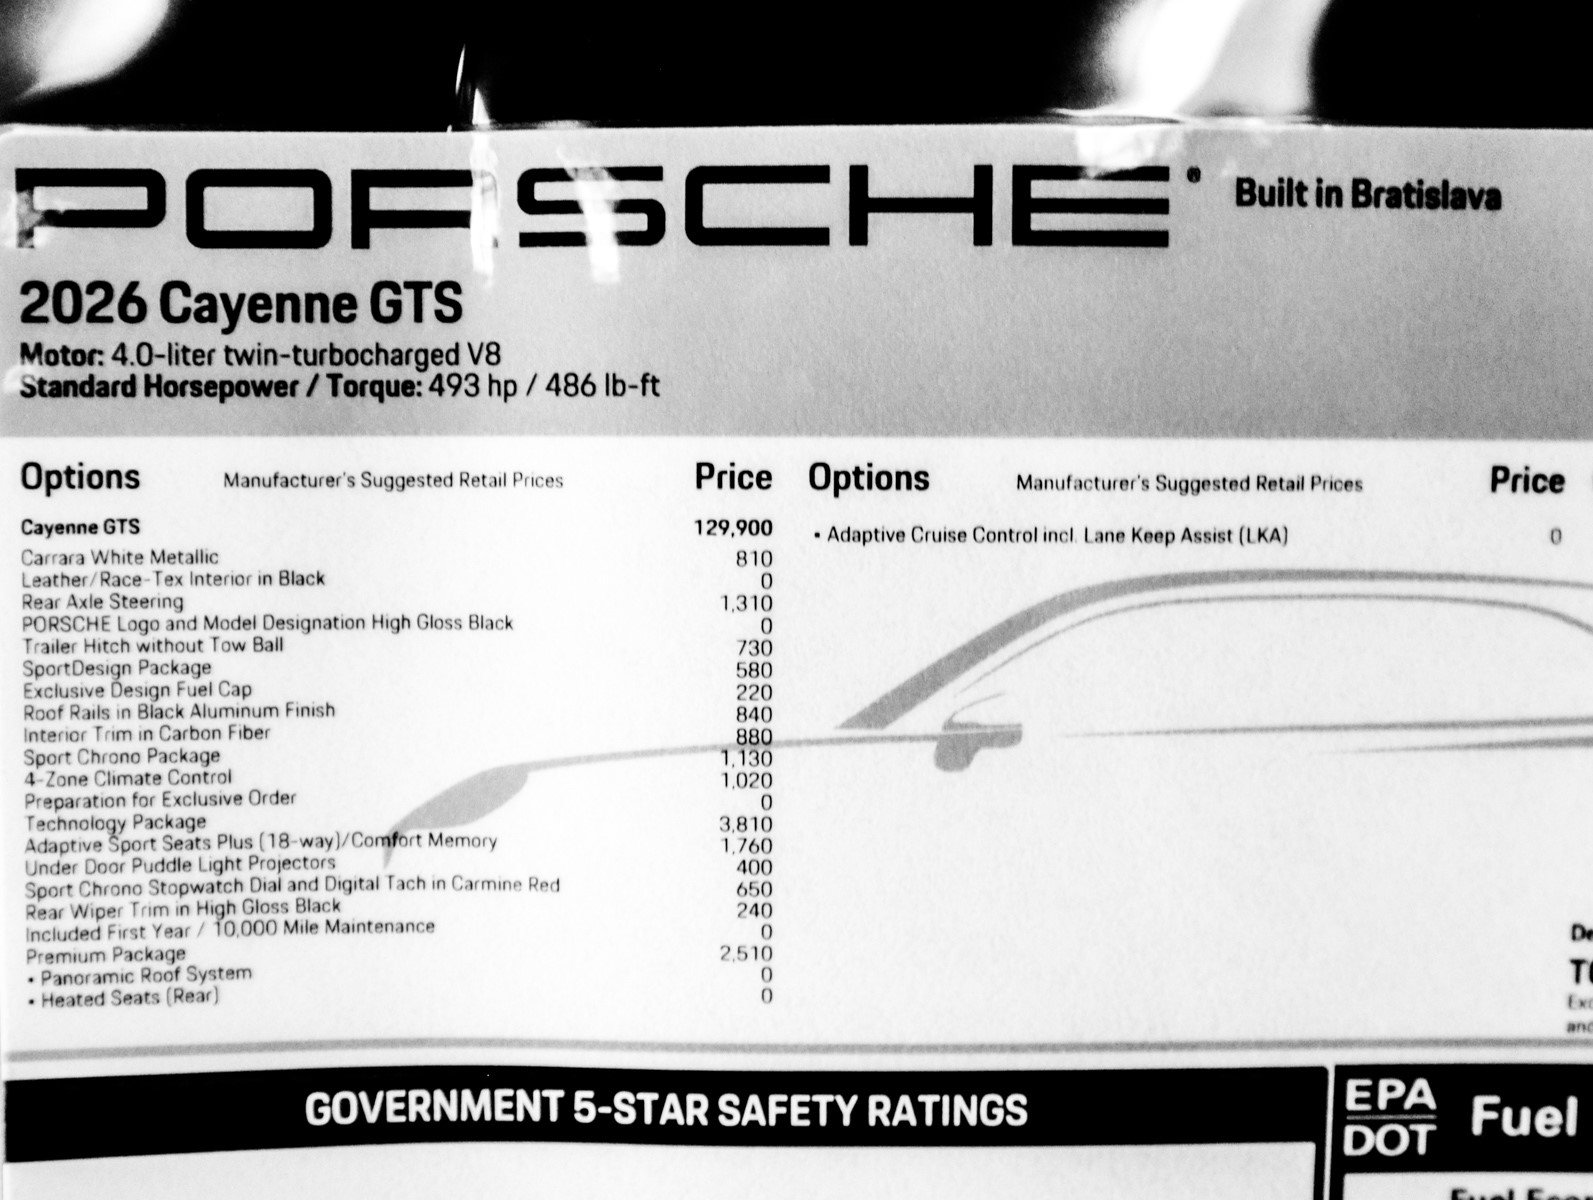 PORSCHE® Built in Bratislava
2026 Cayenne GTS
Motor: 4.0-liter twin-turbocharged V8
Standard Horsepower / Torque: 493 hp / 486 lb-ft
Options Manufacturer's Suggested Retail Prices Price
Cayenne GTS 129,900
Carrara White Metallic 810
Leather/Race-Tex Interior in Black 0
Rear Axle Steering 1,310
PORSCHE Logo and Model Designation High Gloss Black 0
Trailer Hitch without Tow Ball 730
SportDesign Package 580
Exclusive Design Fuel Cap 220
Roof Rails in Black Aluminum Finish 840
Interior Trim in Carbon Fiber 880
Sport Chrono Package 1,130
4-Zone Climate Control 1,020
Preparation for Exclusive Order 0
Technology Package 3,810
Adaptive Sport Seats Plus (18-way)/Comfort Memory 1,760
Under Door Puddle Light Projectors 400
Sport Chrono Stopwatch Dial and Digital Tach in Carmine Red 650
Rear Wiper Trim in High Gloss Black 240
Included First Year / 10,000 Mile Maintenance 0
Premium Package 2,510
• Panoramic Roof System 0
• Heated Seats (Rear) 0
Options Manufacturer's Suggested Retail Prices Price
• Adaptive Cruise Control incl. Lane Keep Assist (LKA) 0
and
GOVERNMENT 5-STAR SAFETY RATINGS
EPA
DOT
Fuel